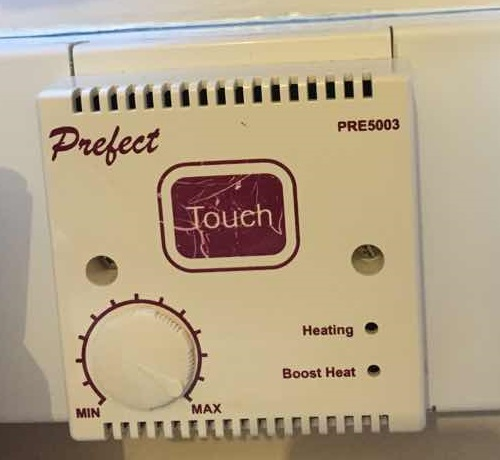 Prefect
PRE5003
Touch
Heating
Boost Heat
MIN
MAX